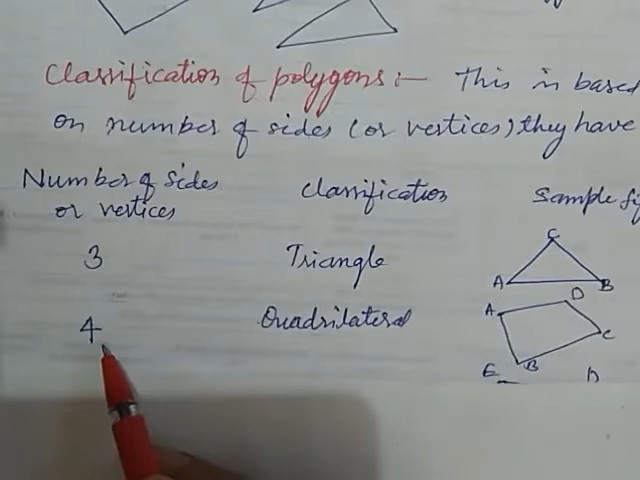 Classification of polygons :- This is based
on number of sides (or vertices) they have
Number of sides Classification Sample fi
or vertices
3 Triangle
C
A B
4 Quadrilateral
A D
C
B
E D